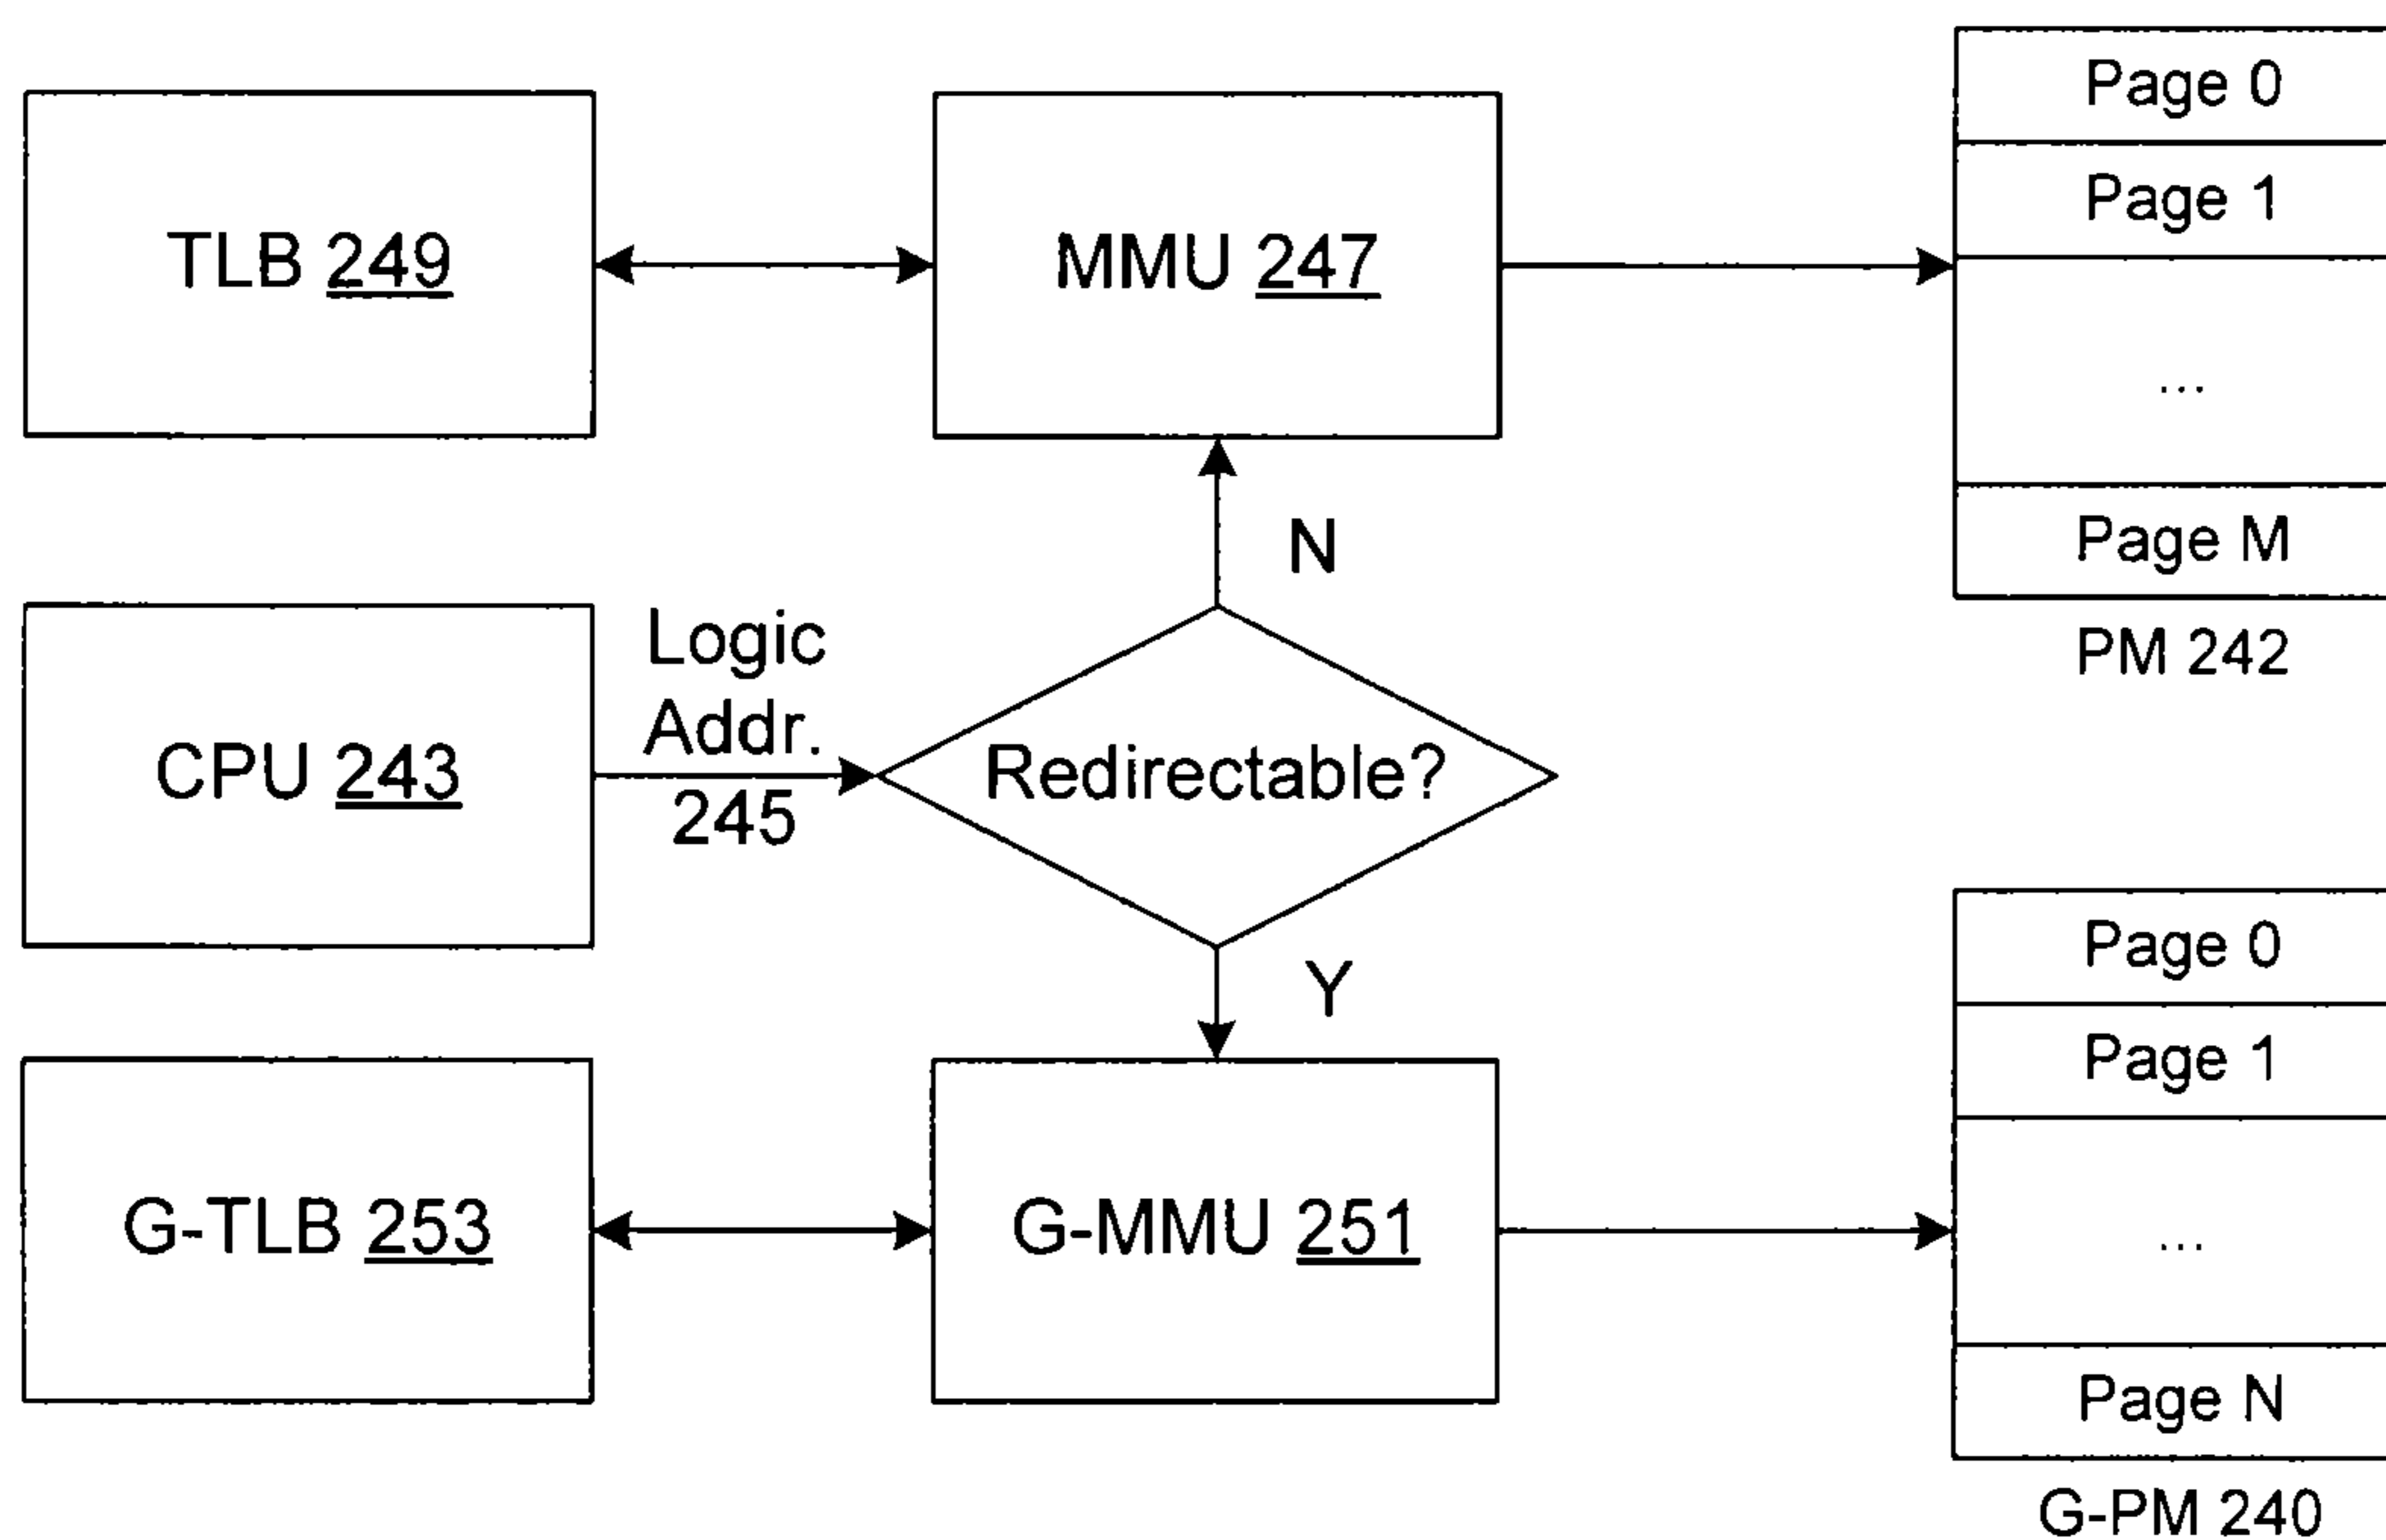 Page 0
Page 1
TLB 249
MMU 247
...
Page M
N
PM 242
Logic
Addr.
245
CPU 243
Redirectable?
Y
Page 0
Page 1
G-TLB 253
G-MMU 251
...
Page N
G-PM 240